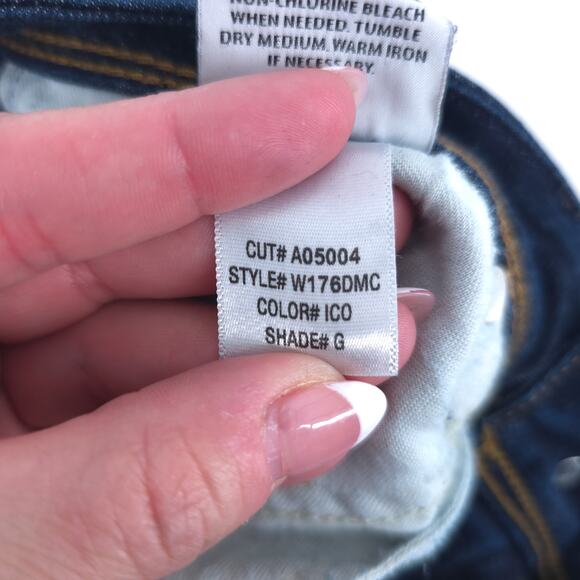 NON-CHLORINE BLEACH
WHEN NEEDED. TUMBLE
DRY MEDIUM, WARM IRON
IF NECESSARY.
CUT# A05004
STYLE# W176DMC
COLOR# ICO
SHADE# G